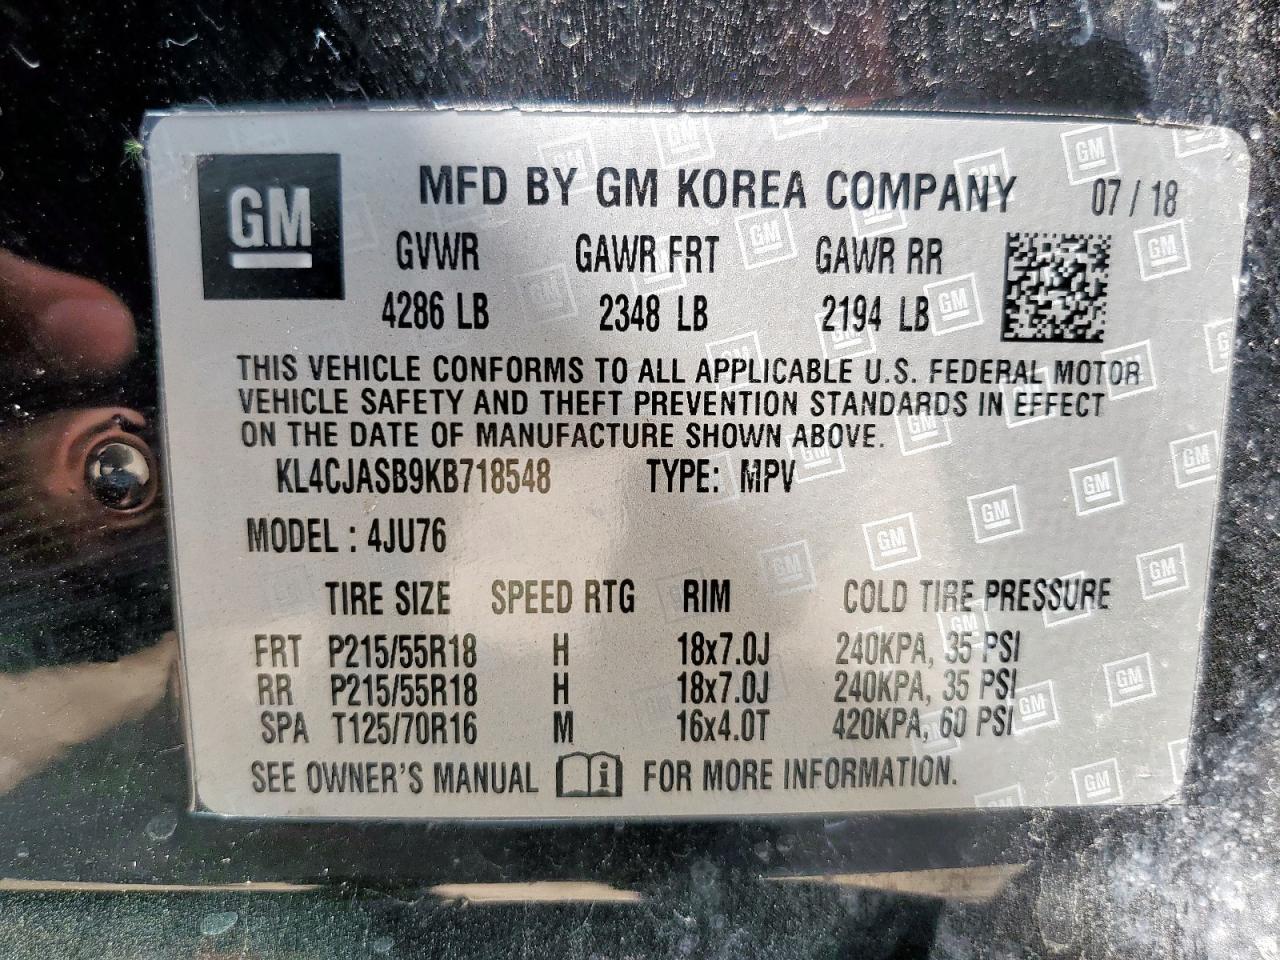 GM MFD BY GM KOREA COMPANY 07 / 18
GVWR GAWR FRT GAWR RR
4286 LB 2348 LB 2194 LB
THIS VEHICLE CONFORMS TO ALL APPLICABLE U.S. FEDERAL MOTOR
VEHICLE SAFETY AND THEFT PREVENTION STANDARDS IN EFFECT
ON THE DATE OF MANUFACTURE SHOWN ABOVE.
KL4CJASB9KB718548 TYPE: MPV
MODEL : 4JU76
TIRE SIZE SPEED RTG RIM COLD TIRE PRESSURE
FRT P215/55R18 H 18x7.0J 240KPA, 35 PSI
RR P215/55R18 H 18x7.0J 240KPA, 35 PSI
SPA T125/70R16 M 16x4.0T 420KPA, 60 PSI
SEE OWNER'S MANUAL i FOR MORE INFORMATION.